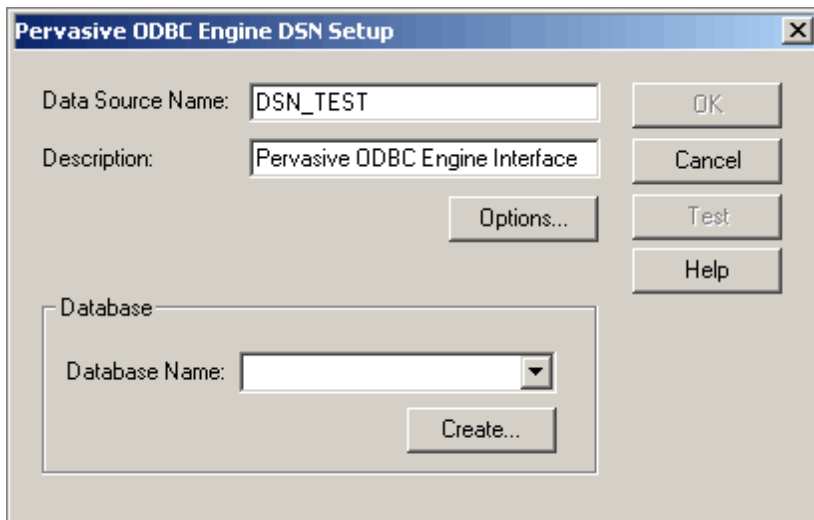 Pervasive ODBC Engine DSN Setup
Data Source Name: DSN_TEST
OK
Description: Pervasive ODBC Engine Interface
Cancel
Options...
Test
Help
Database
Database Name:
Create...